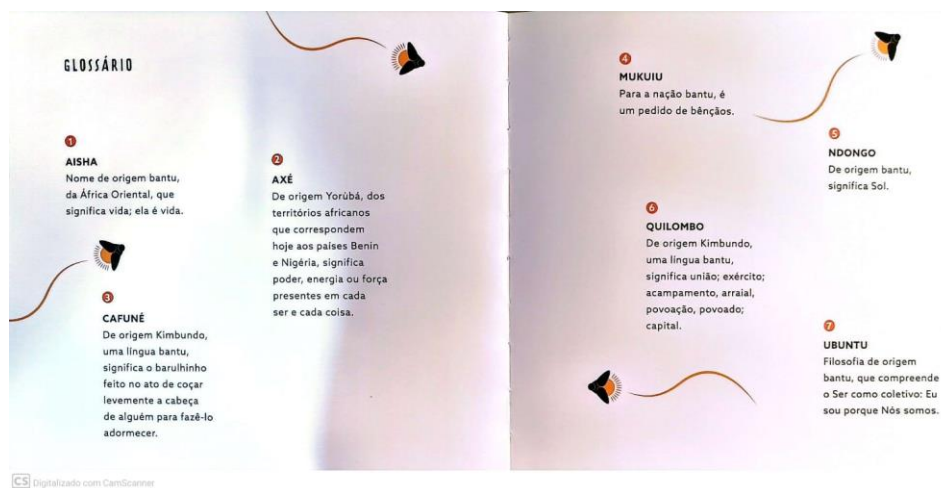 GLOSSÁRIO
1
AISHA
Nome de origem bantu,
da África Oriental, que
significa vida; ela é vida.
2
AXÉ
De origem Yorùbá, dos
territórios africanos
que correspondem
hoje aos países Benin
e Nigéria, significa
poder, energia ou força
presentes em cada
ser e cada coisa.
3
CAFUNÉ
De origem Kimbundo,
uma língua bantu,
significa o barulhinho
feito no ato de coçar
levemente a cabeça
de alguém para fazê-lo
adormecer.
4
MUKUIU
Para a nação bantu, é
um pedido de bênçãos.
5
NDONGO
De origem bantu,
significa Sol.
6
QUILOMBO
De origem Kimbundo,
uma língua bantu,
significa união; exército;
acampamento, arraial,
povoação, povoado;
capital.
7
UBUNTU
Filosofia de origem
bantu, que compreende
o Ser como coletivo: Eu
sou porque Nós somos.
CS Digitalizado com CamScanner